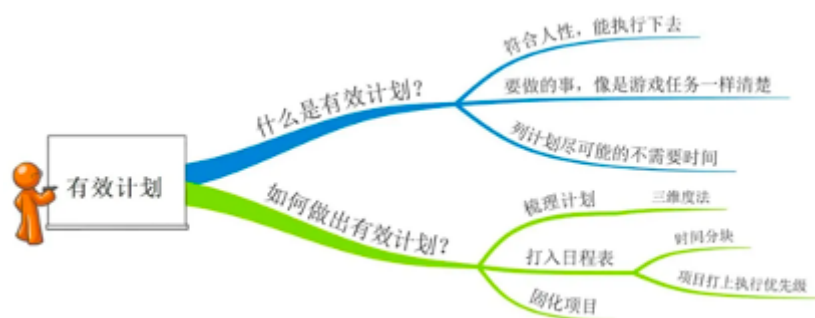 有效计划
什么是有效计划？
符合人性，能执行下去
要做的事，像是游戏任务一样清楚
列计划尽可能的不需要时间
如何做出有效计划？
梳理计划
三维度法
打入日程表
时间分块
项目打上执行优先级
固化项目